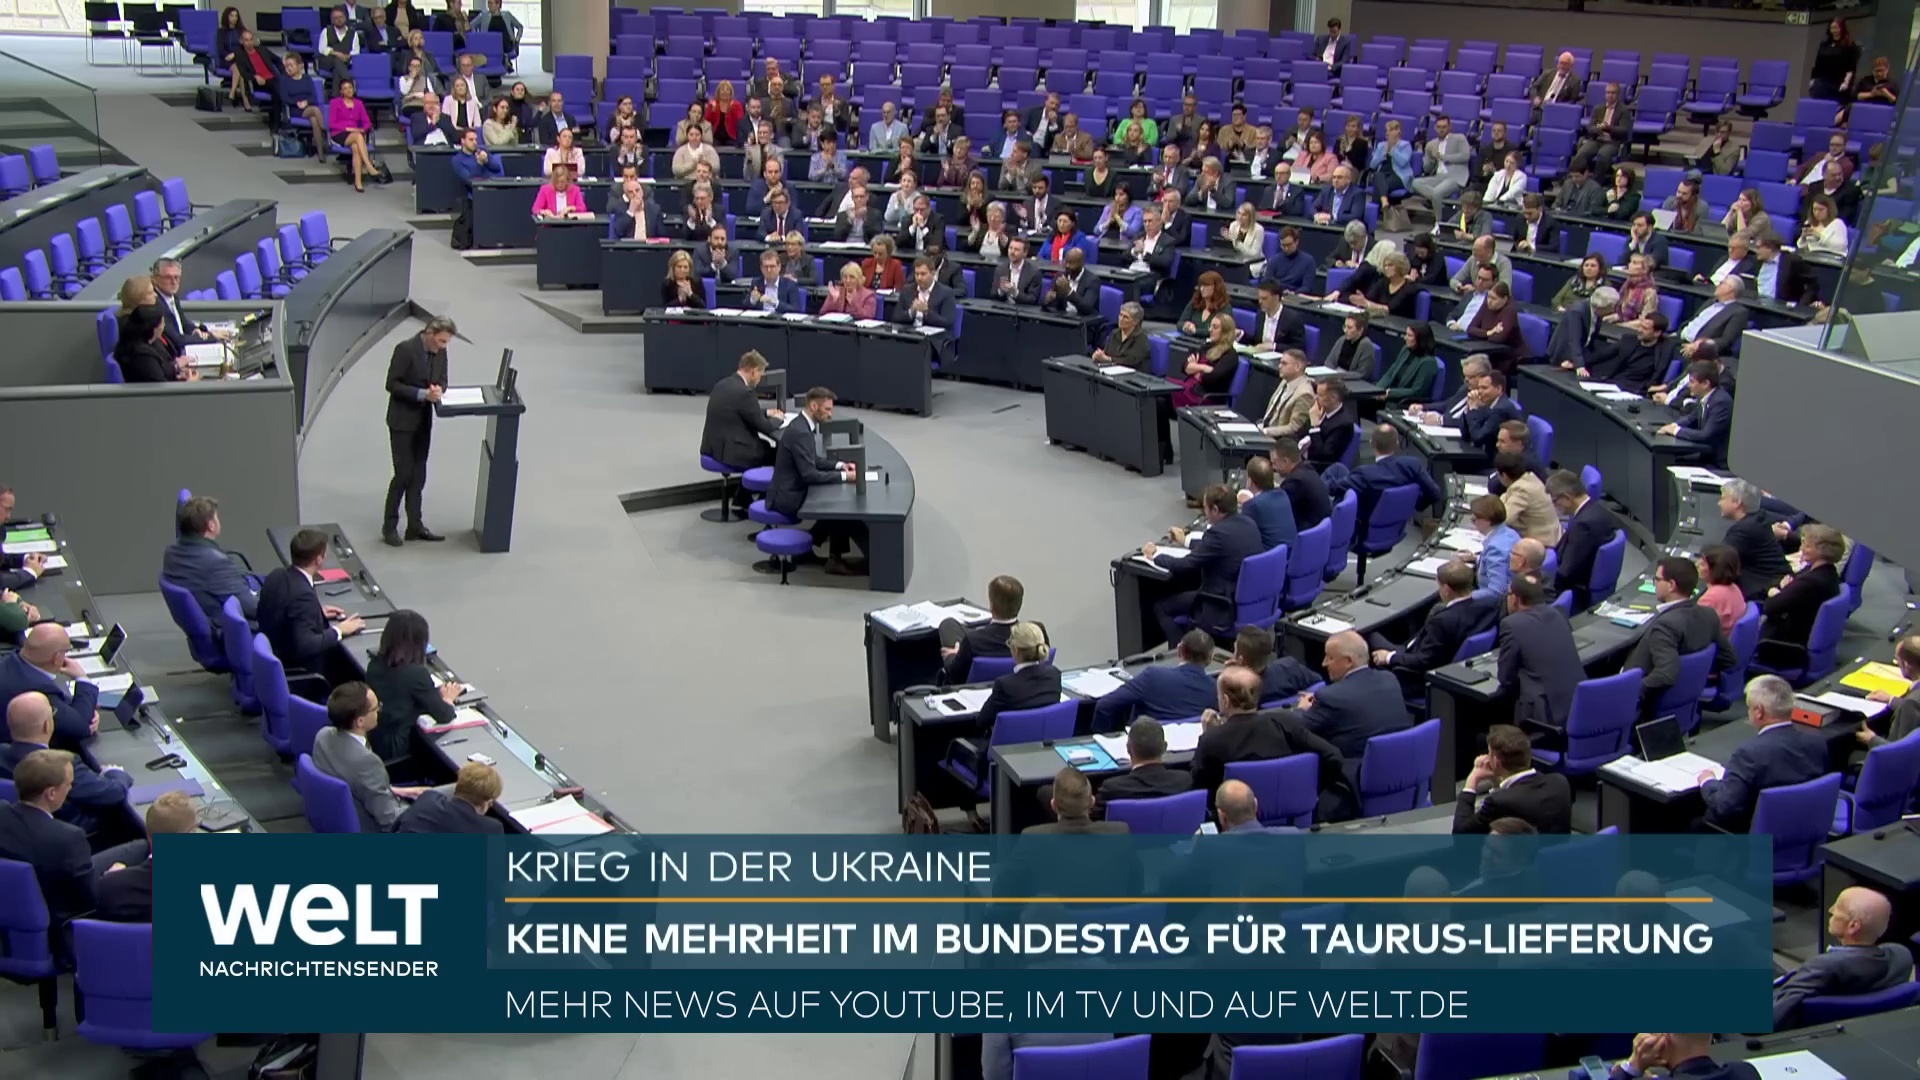 KRIEG IN DER UKRAINE
KEINE MEHRHEIT IM BUNDESTAG FÜR TAURUS-LIEFERUNG
MEHR NEWS AUF YOUTUBE, IM TV UND AUF WELT.DE
WELT
NACHRICHTENSENDER